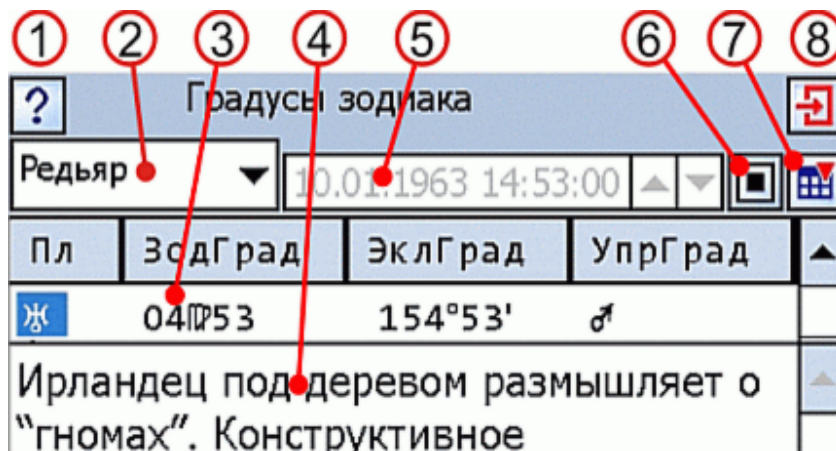 1 2 3 4 5 6 7 8
? Градусы зодиака
Редьяр 10.01.1963 14:53:00
Пл ЗодГрад ЭклГрад УпрГрад
♅ 04♍53 154°53' ♂
Ирландец под деревом размышляет о
“гномах”. Конструктивное